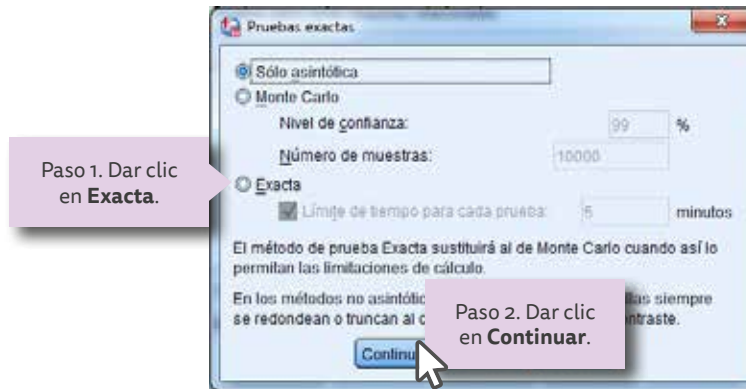 Pruebas exactas
Sólo asintótica
Monte Carlo
Nivel de confianza: 99 %
Número de muestras: 10000
Paso 1. Dar clic
en Exacta.
Exacta
Límite de tiempo para cada prueba: 5 minutos
El método de prueba Exacta sustituirá al de Monte Carlo cuando así lo
permitan las limitaciones de cálculo.
En los métodos no asintótic las siempre
se redondean o truncan al c ntraste.
Paso 2. Dar clic
en Continuar.
Continu